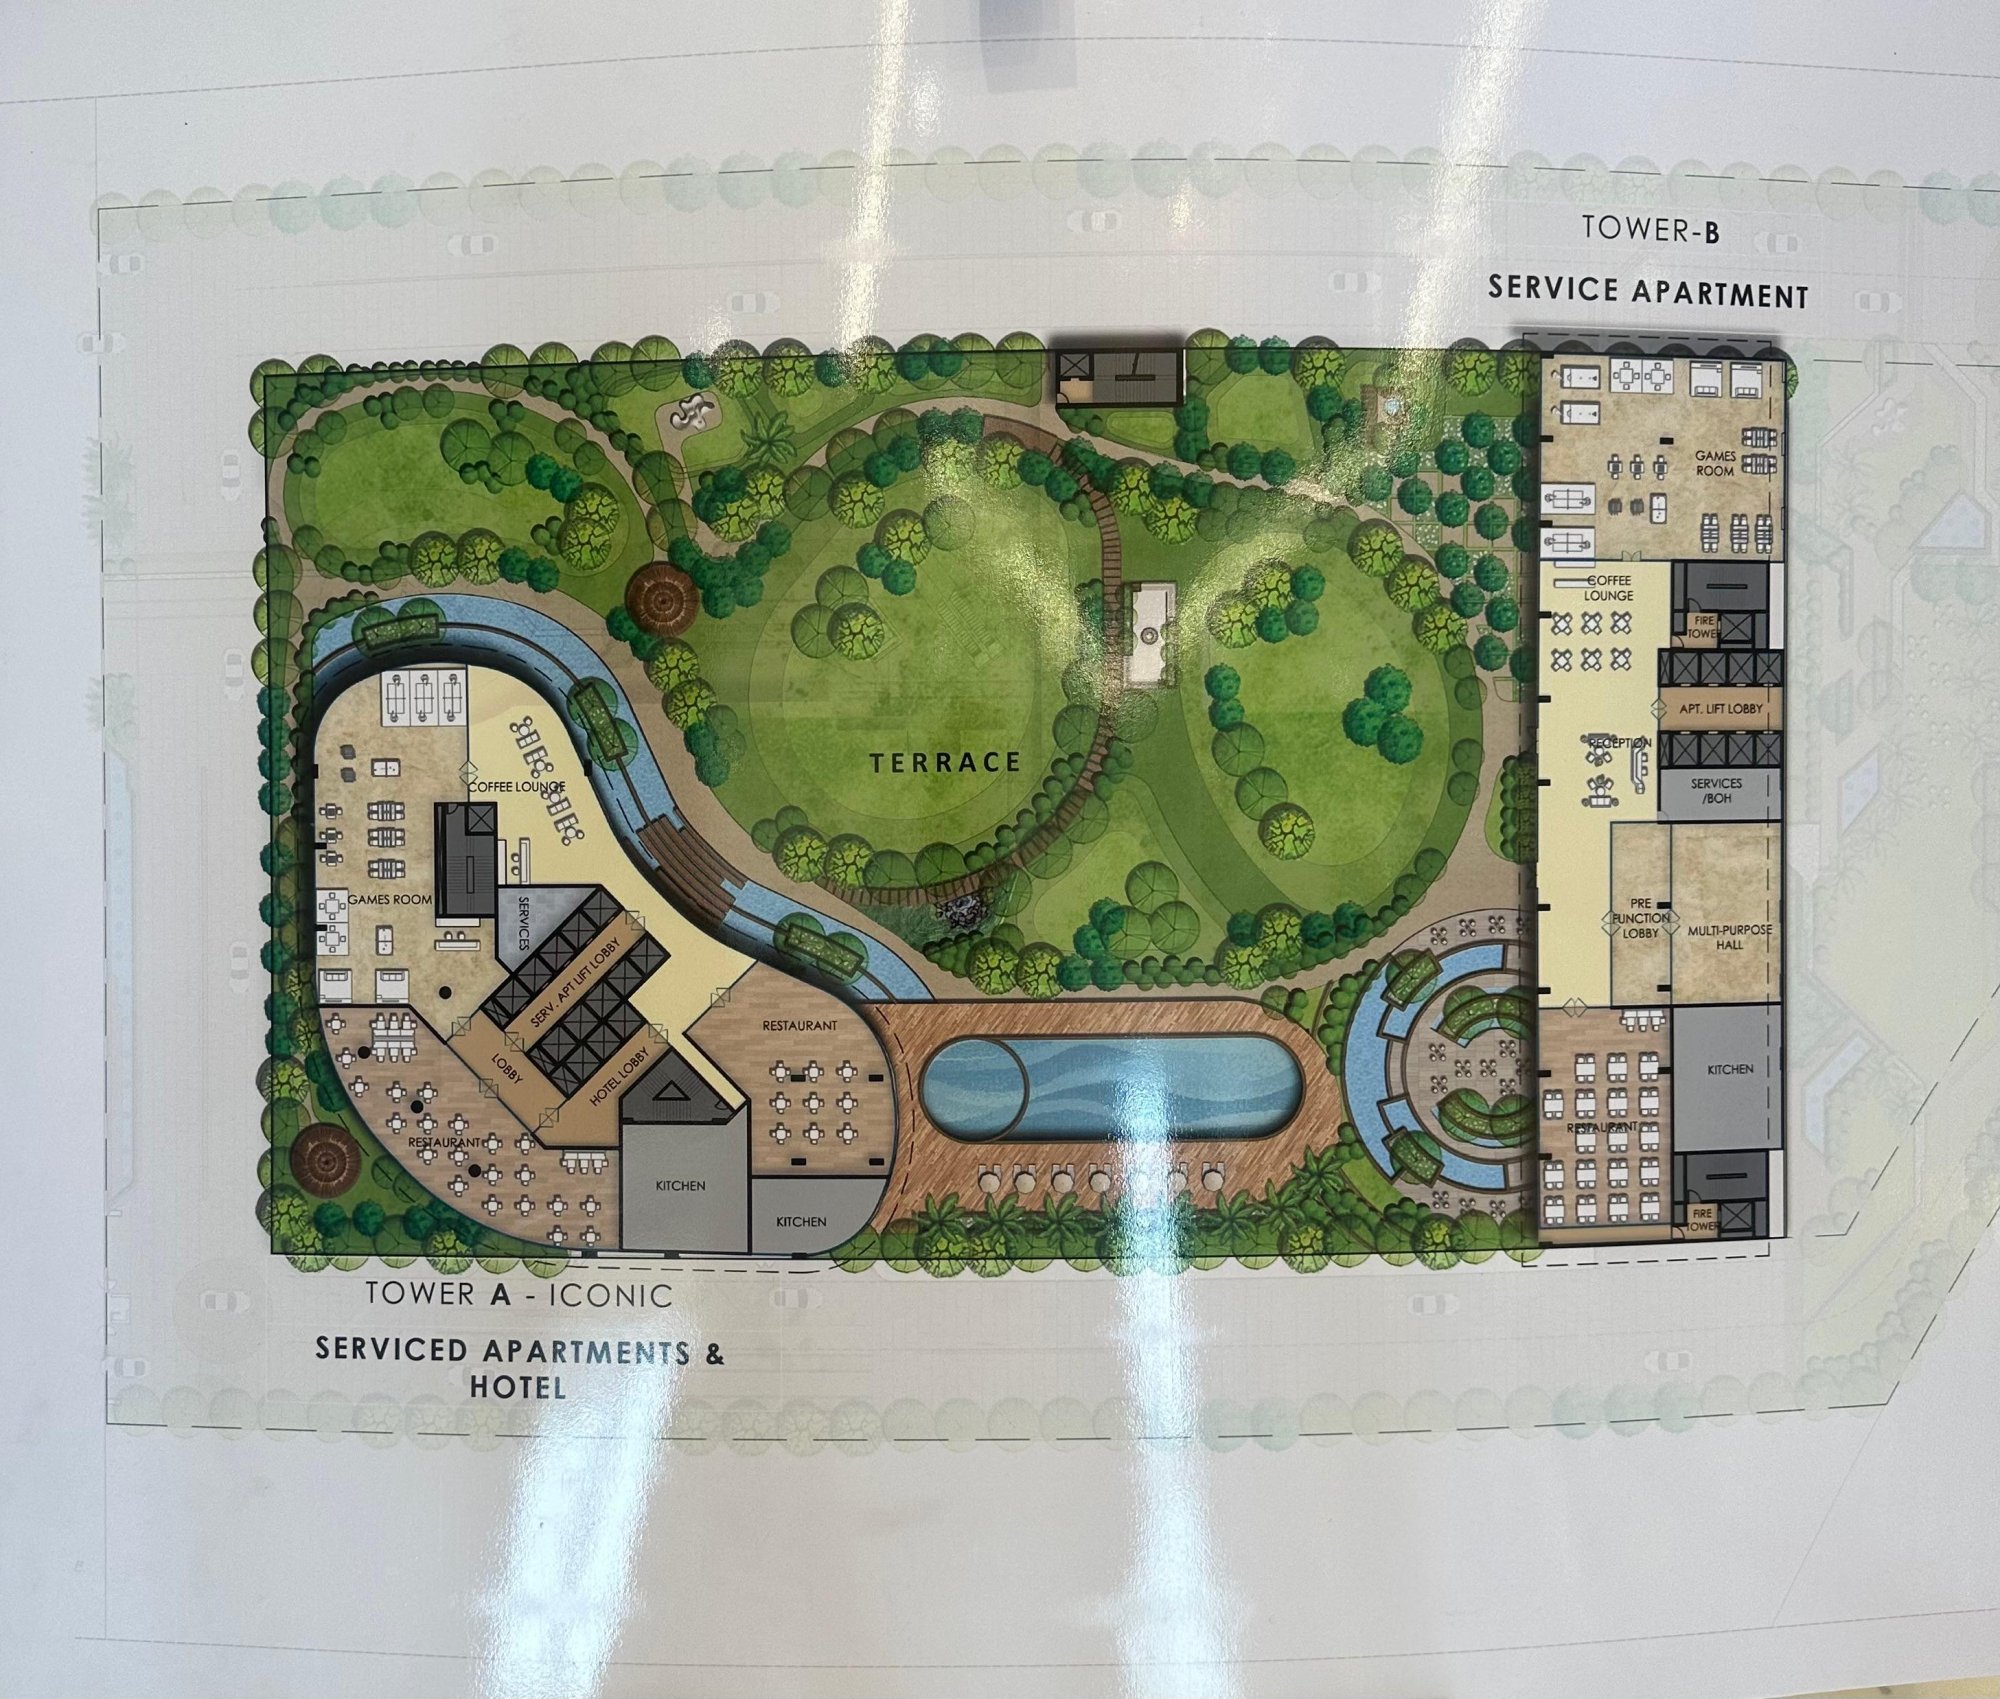 TOWER-B
SERVICE APARTMENT
GAMES
ROOM
COFFEE
LOUNGE
FIRE
TOWER
APT. LIFT LOBBY
RECEPTION
SERVICES
/BOH
PRE
FUNCTION
LOBBY
MULTI-PURPOSE
HALL
KITCHEN
RESTAURANT
FIRE
TOWER
TERRACE
COFFEE LOUNGE
GAMES ROOM
SERVICES
SERV. APT LIFT LOBBY
LOBBY
HOTEL LOBBY
RESTAURANT
RESTAURANT
KITCHEN
KITCHEN
TOWER A - ICONIC
SERVICED APARTMENTS &
HOTEL